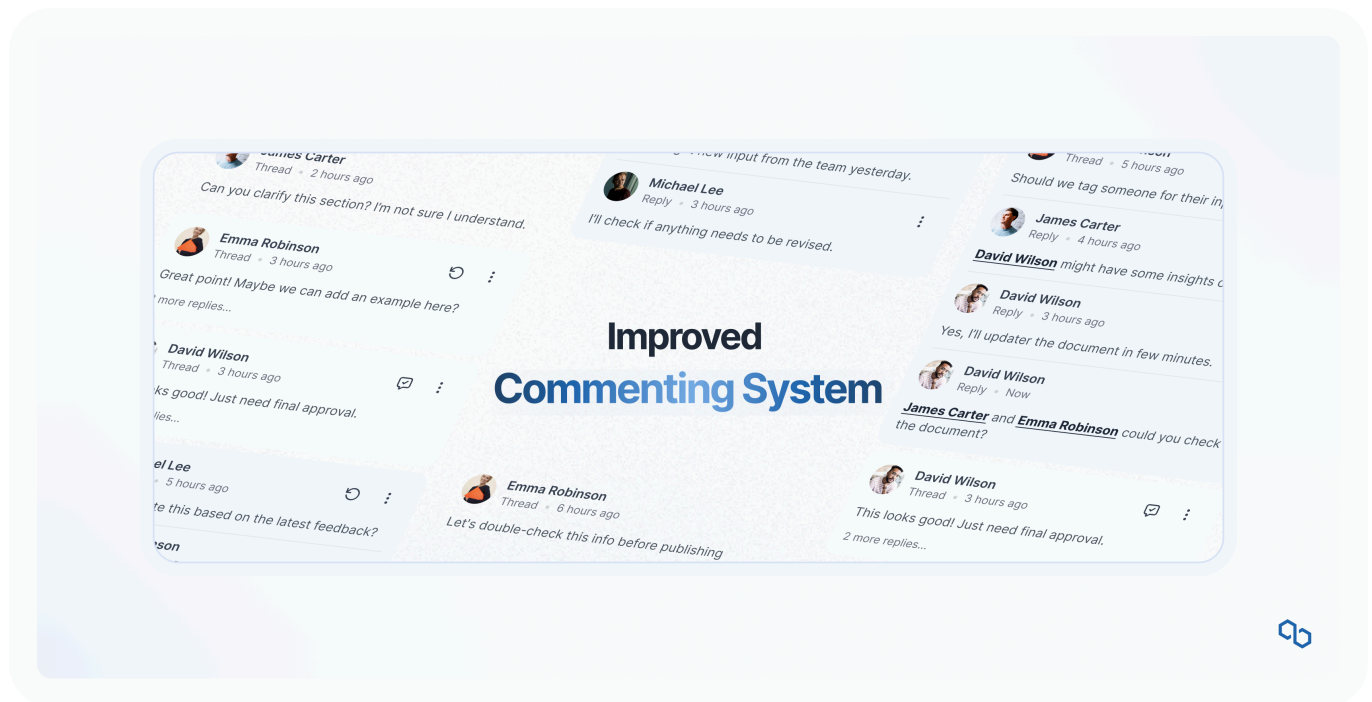 James Carter
Thread • 2 hours ago
Can you clarify this section? I'm not sure I understand.
Emma Robinson
Thread • 3 hours ago
Great point! Maybe we can add an example here?
more replies...
David Wilson
Thread • 3 hours ago
good! Just need final approval.
Lee
5 hours ago
this based on the latest feedback?
new input from the team yesterday.
Michael Lee
Reply • 3 hours ago
I'll check if anything needs to be revised.
Improved
Commenting System
Emma Robinson
Thread • 6 hours ago
Let's double-check this info before publishing
Thread • 5 hours ago
Should we tag someone for their
James Carter
Reply • 4 hours ago
David Wilson might have some insights
David Wilson
Reply • 3 hours ago
Yes, I'll updater the document in few minutes.
David Wilson
Reply • Now
James Carter and Emma Robinson could you check
the document?
David Wilson
Thread • 3 hours ago
This looks good! Just need final approval.
2 more replies...